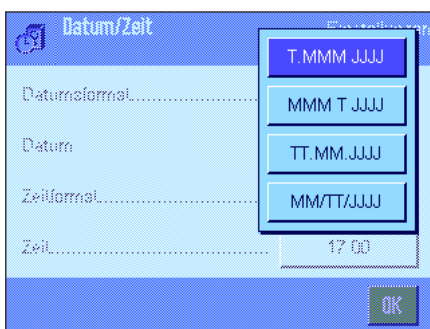 Datum/Zeit
T.MMM JJJJ
Datumsformat
MMM T JJJJ
Datum
TT.MM.JJJJ
Zeitformat
MM/TT/JJJJ
Zeit
17:00
OK